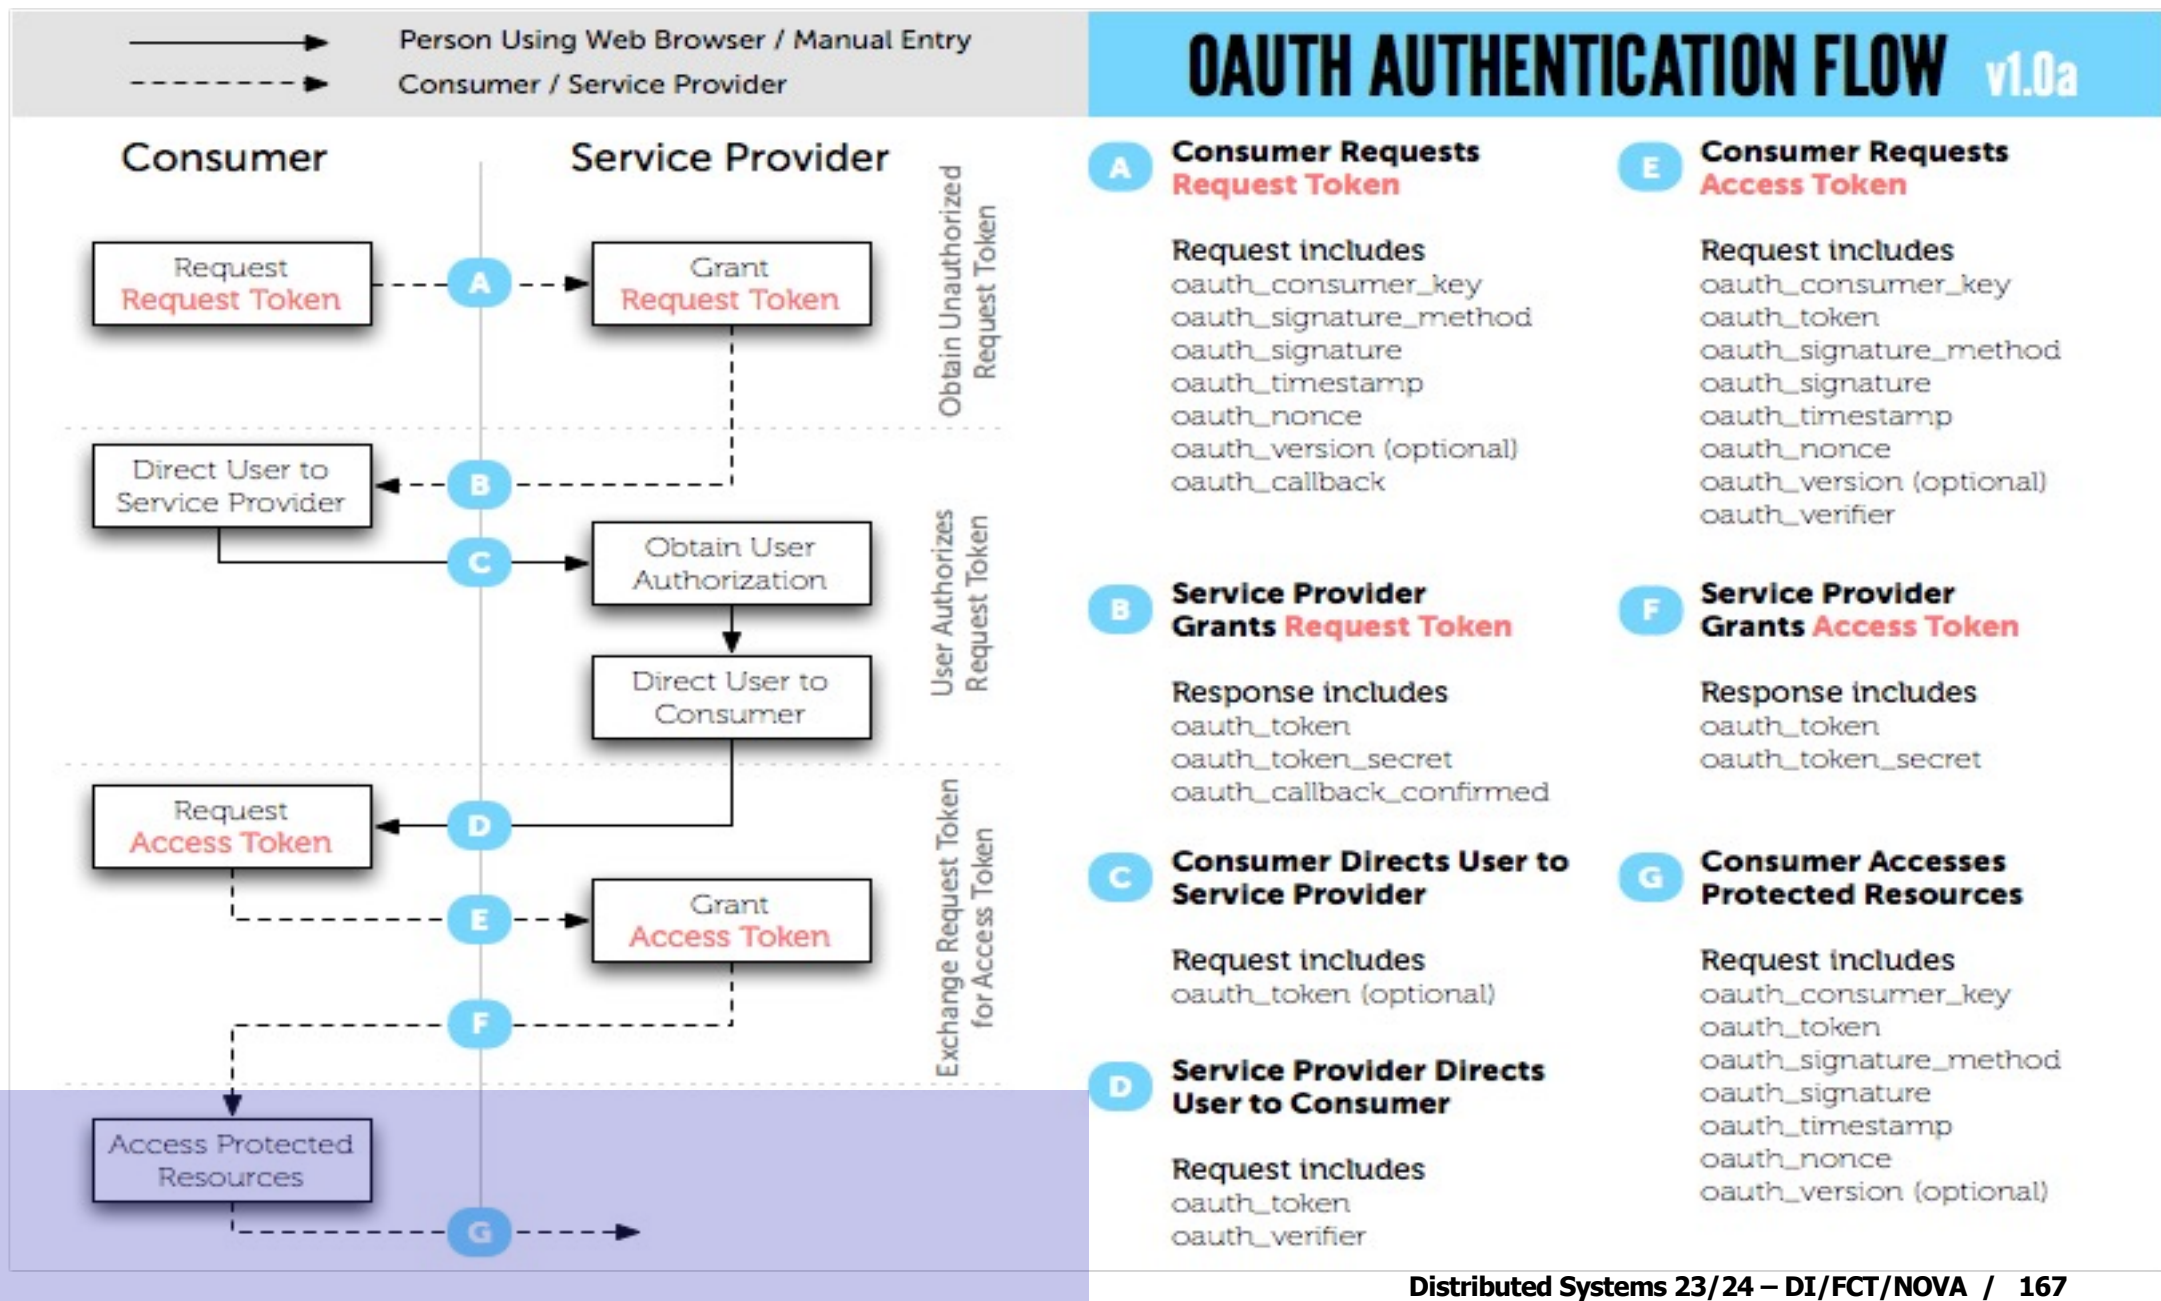 Person Using Web Browser / Manual Entry
Consumer / Service Provider
OAUTH AUTHENTICATION FLOW v1.0a
Consumer
Service Provider
Request
Request Token
A
Grant
Request Token
Obtain Unauthorized
Request Token
Direct User to
Service Provider
B
C
Obtain User
Authorization
Direct User to
Consumer
User Authorizes
Request Token
Request
Access Token
D
E
Grant
Access Token
F
Exchange Request Token
for Access Token
Access Protected
Resources
G
A
Consumer Requests
Request Token
Request includes
oauth_consumer_key
oauth_signature_method
oauth_signature
oauth_timestamp
oauth_nonce
oauth_version (optional)
oauth_callback
B
Service Provider
Grants Request Token
Response includes
oauth_token
oauth_token_secret
oauth_callback_confirmed
C
Consumer Directs User to
Service Provider
Request includes
oauth_token (optional)
D
Service Provider Directs
User to Consumer
Request includes
oauth_token
oauth_verifier
E
Consumer Requests
Access Token
Request includes
oauth_consumer_key
oauth_token
oauth_signature_method
oauth_signature
oauth_timestamp
oauth_nonce
oauth_version (optional)
oauth_verifier
F
Service Provider
Grants Access Token
Response includes
oauth_token
oauth_token_secret
G
Consumer Accesses
Protected Resources
Request includes
oauth_consumer_key
oauth_token
oauth_signature_method
oauth_signature
oauth_timestamp
oauth_nonce
oauth_version (optional)
Distributed Systems 23/24 – DI/FCT/NOVA / 167